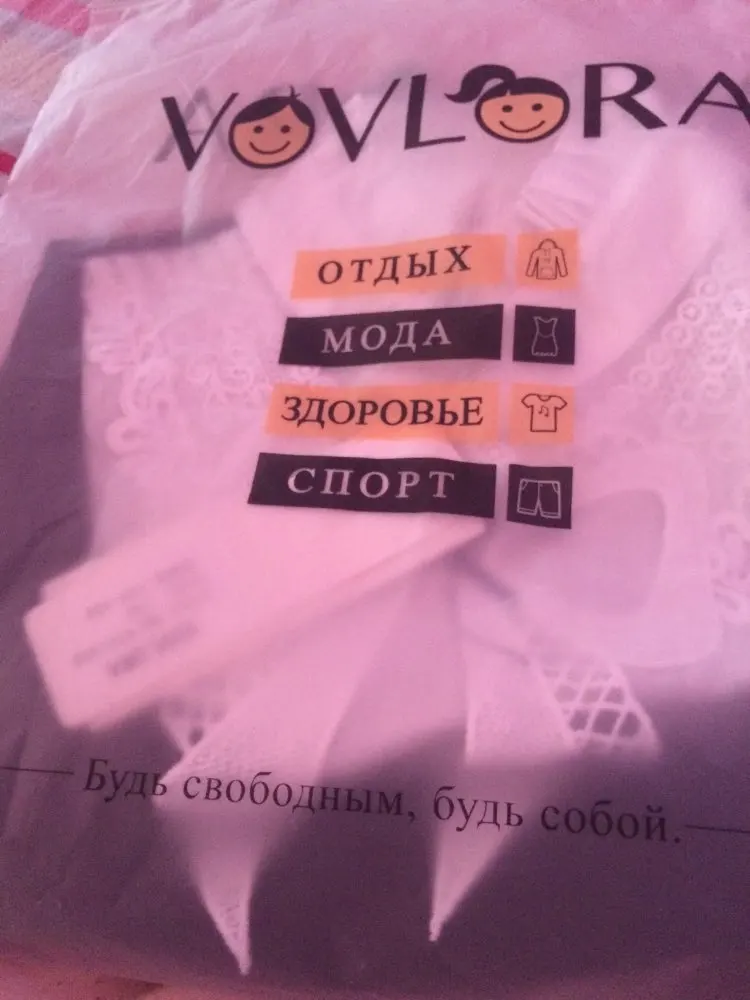 VOVLORA
ОТДЫХ
МОДА
ЗДОРОВЬЕ
СПОРТ
Будь свободным, будь собой.